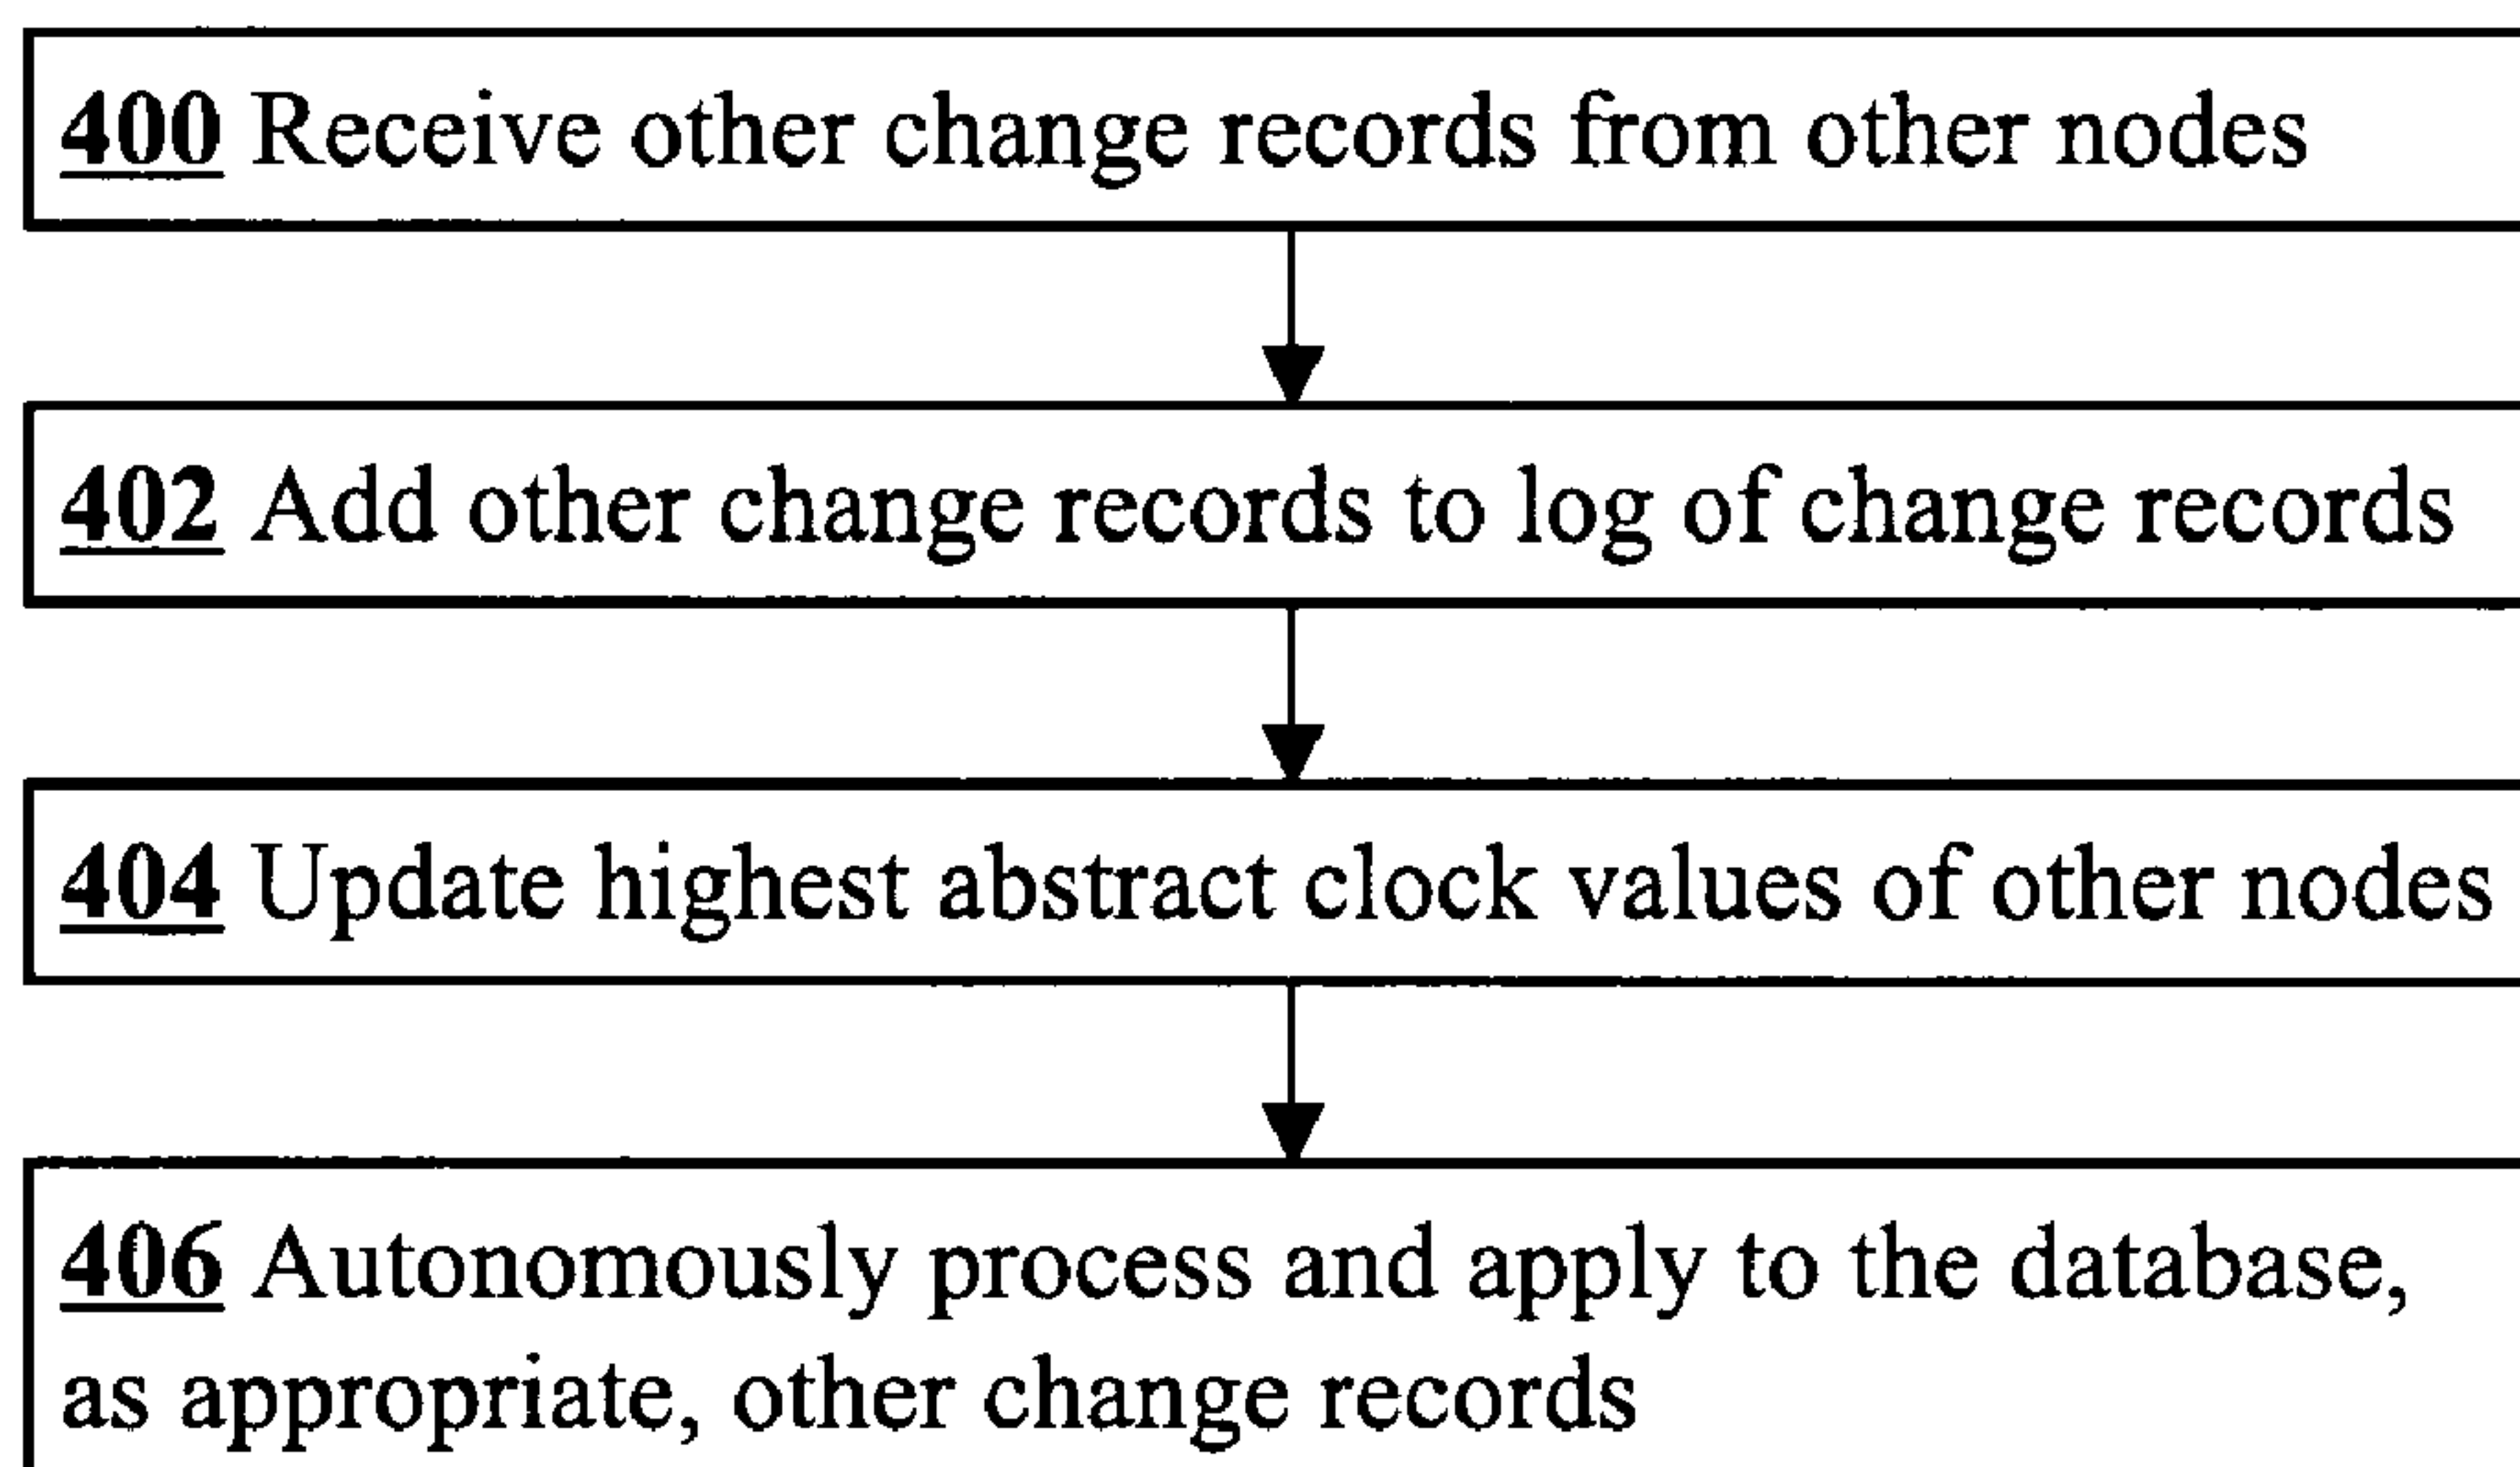 400 Receive other change records from other nodes
402 Add other change records to log of change records
404 Update highest abstract clock values of other nodes
406 Autonomously process and apply to the database,
as appropriate, other change records